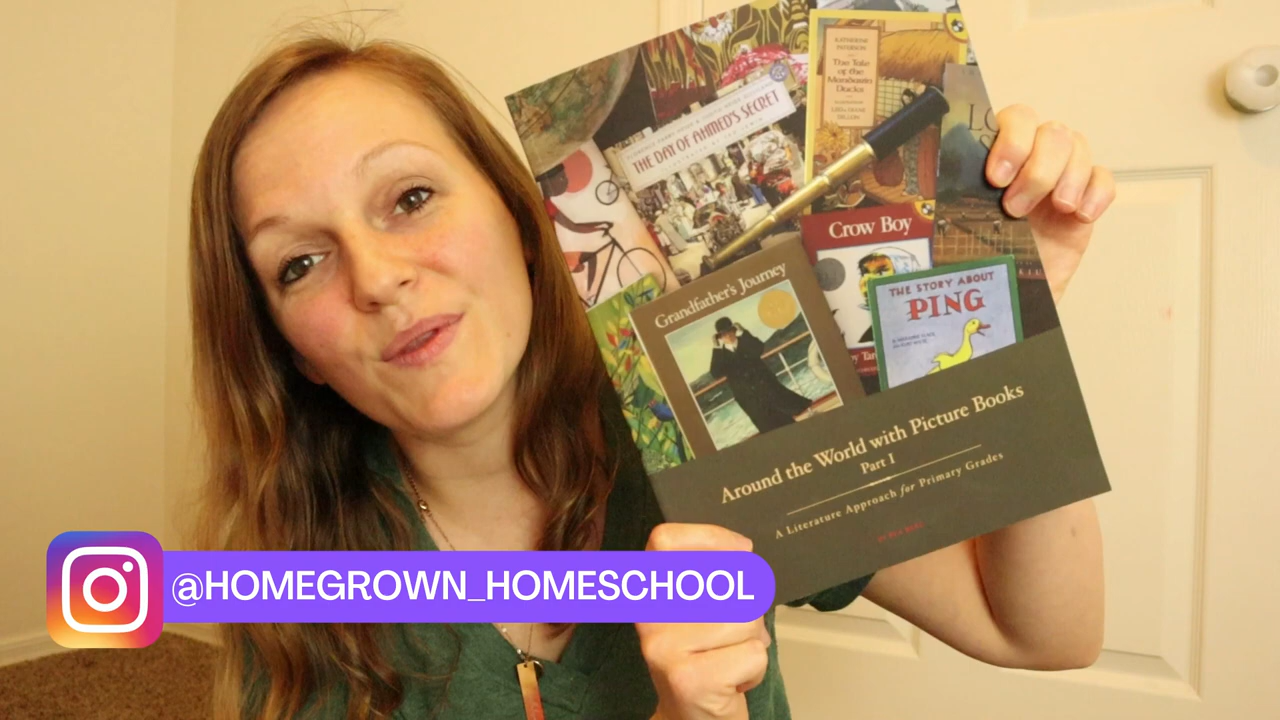 KATHERINE
PATERSON
The Tale
of the
Mandarin
Ducks
THE DAY OF AHMED'S SECRET
Crow Boy
THE STORY ABOUT
PING
Grandfather's Journey
Around the World with Picture Books
Part I
A Literature Approach for Primary Grades
@HOMEGROWN_HOMESCHOOL